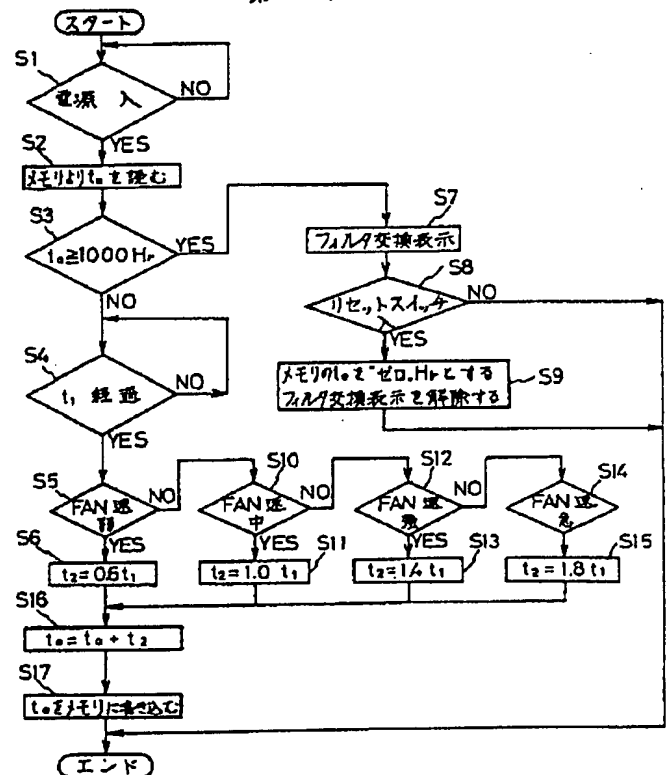 スタート
S1
電源 入
NO
YES
S2
メモリよりt₀を読む
S3
t₀≧1000Hr
YES
NO
S4
t₁ 経過
NO
YES
S5
FAN速
弱
NO
YES
S6
t₂=0.6t₁
S7
フィルタ交換表示
S8
リセットスイッチ
入
NO
YES
S9
メモリのt₀を"ゼロ"Hrとする
フィルタ交換表示を解除する
S10
FAN速
中
NO
YES
S11
t₂=1.0 t₁
S12
FAN速
強
NO
YES
S13
t₂=1.4 t₁
S14
FAN速
急
S15
t₂=1.8 t₁
S16
t₀=t₀+t₂
S17
t₀をメモリに書き込む
エンド